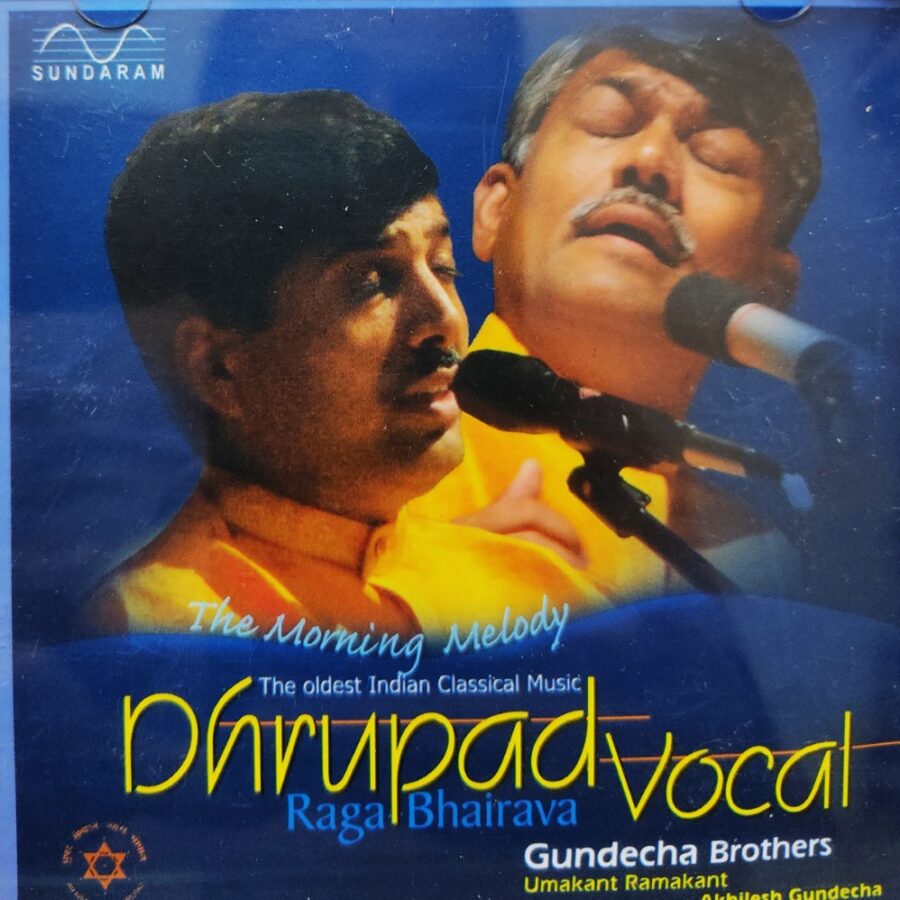 SUNDARAM
The Morning Melody
The oldest Indian Classical Music
Dhrupad Vocal
Raga Bhairava
Gundecha Brothers
Umakant Ramakant
Akhilesh Gundecha